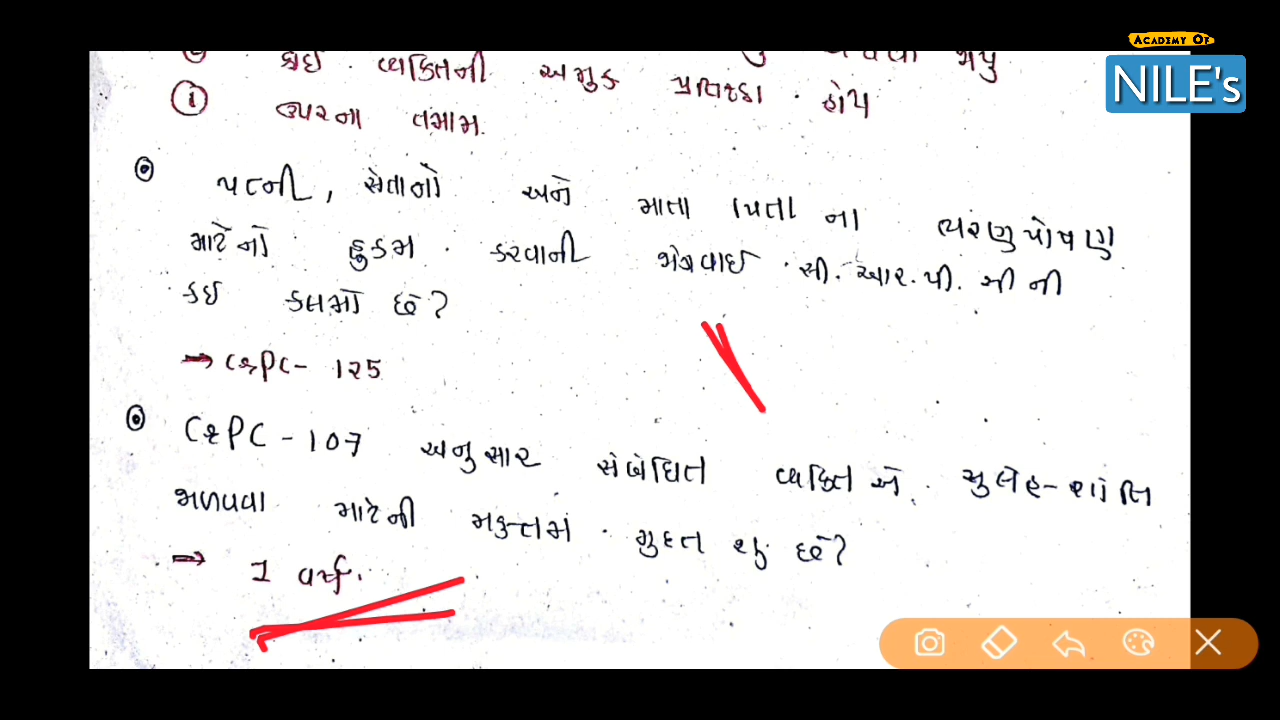 ACADEMY OF
NILE's
કોઈ વ્યક્તિની અમુક પ્રતિષ્ઠા હોય
ઉપરના તમામ.
પત્ની, સંતાનો અને માતા પિતા ના ભરણપોષણ
માટેનો હુકમ કરવાની જોગવાઈ સી.આર.પી.સી ની
કઈ કલમો છે?
→ CrPC - 125
CrPC - 107 અનુસાર સંબંધિત વ્યક્તિ એ સુલેહ-શાંતિ
જાળવવા માટેની મહત્તમ મુદ્દત શું છે?
→ 1 વર્ષ.